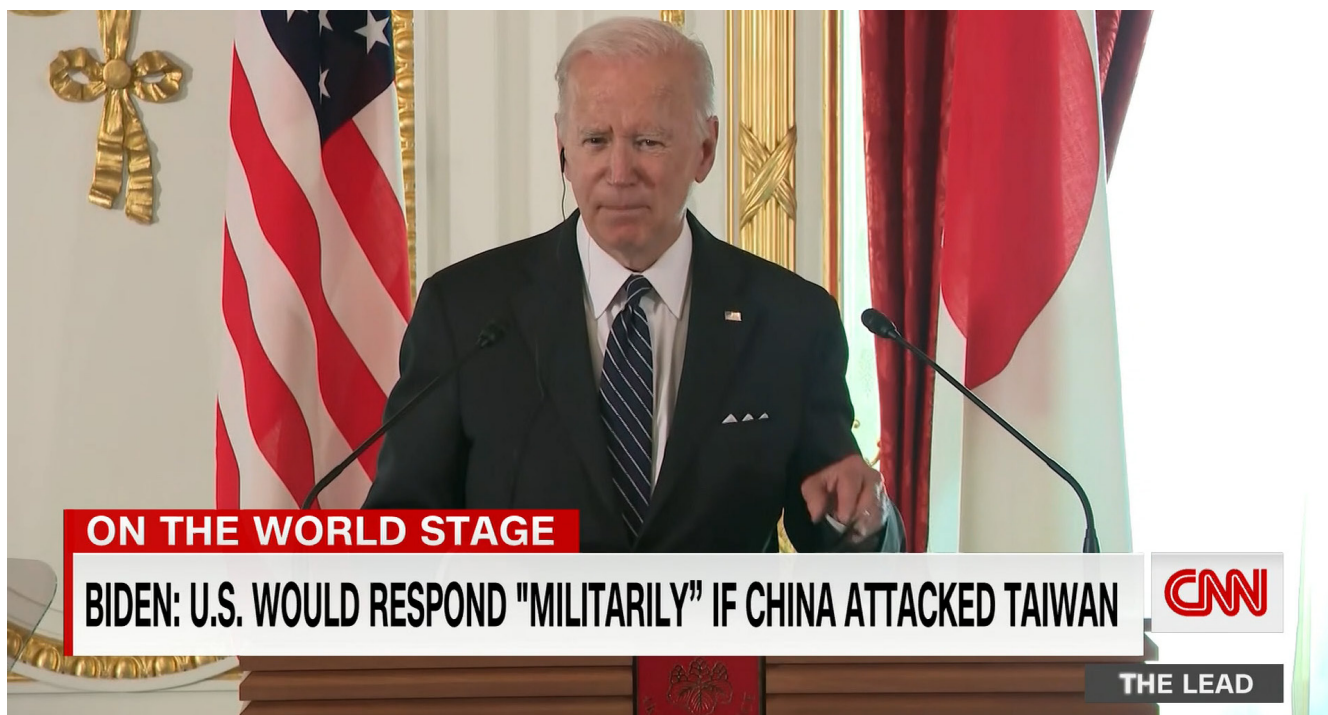 ON THE WORLD STAGE
BIDEN: U.S. WOULD RESPOND "MILITARILY” IF CHINA ATTACKED TAIWAN
CNN
THE LEAD